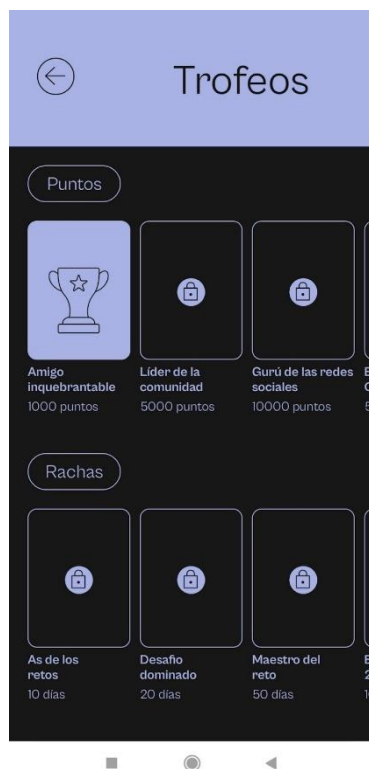 Trofeos
Puntos
Amigo
inquebrantable
1000 puntos
Líder de la
comunidad
5000 puntos
Gurú de las redes
sociales
10000 puntos
Rachas
As de los
retos
10 días
Desafio
dominado
20 días
Maestro del
reto
50 días